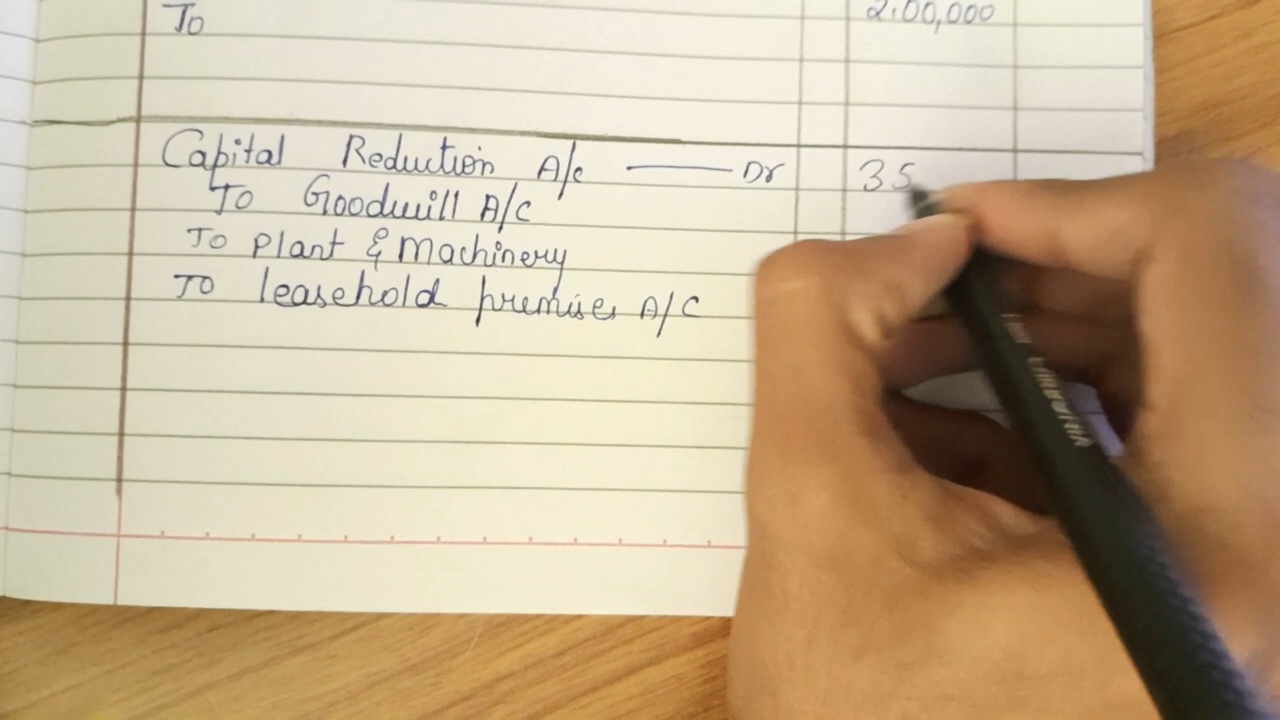 To 2,00,000
Capital Reduction A/c —— Dr 35
To Goodwill A/C
To Plant & Machinery
To leasehold premises A/C